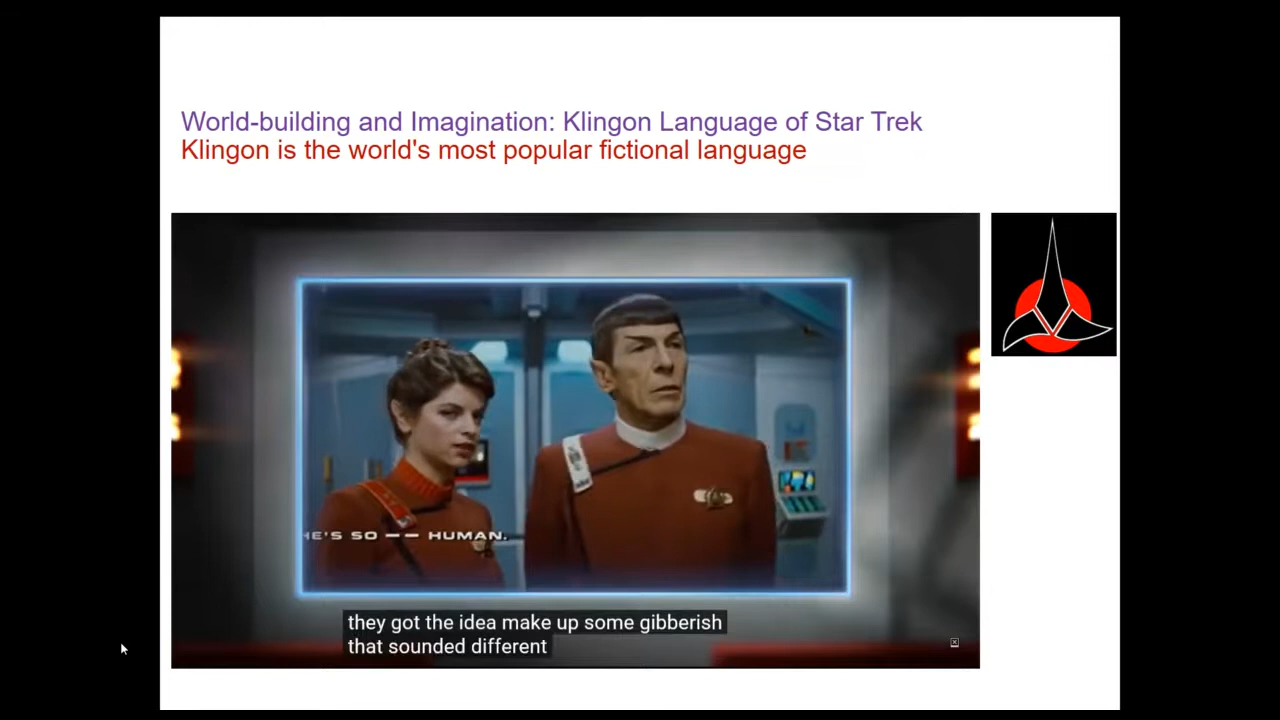 World-building and Imagination: Klingon Language of Star Trek
Klingon is the world's most popular fictional language
HE'S SO — — HUMAN.
they got the idea make up some gibberish
that sounded different